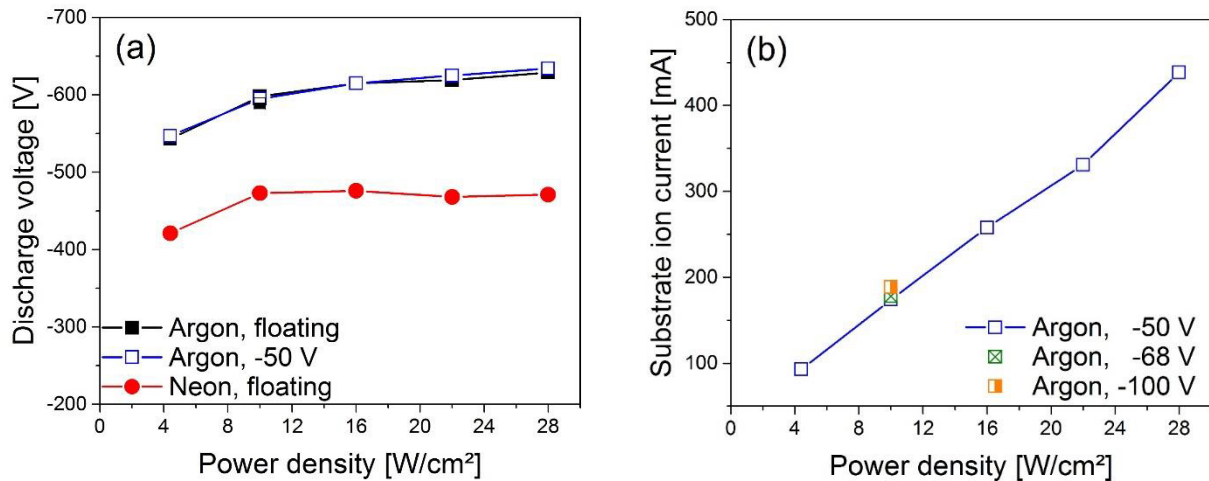 (a)
Discharge voltage [V]
-700
-600
-500
-400
-300
-200
Argon, floating
Argon, -50 V
Neon, floating
0 4 8 12 16 20 24 28
Power density [W/cm²]
(b)
Substrate ion current [mA]
500
400
300
200
100
Argon, -50 V
Argon, -68 V
Argon, -100 V
0 4 8 12 16 20 24 28
Power density [W/cm²]